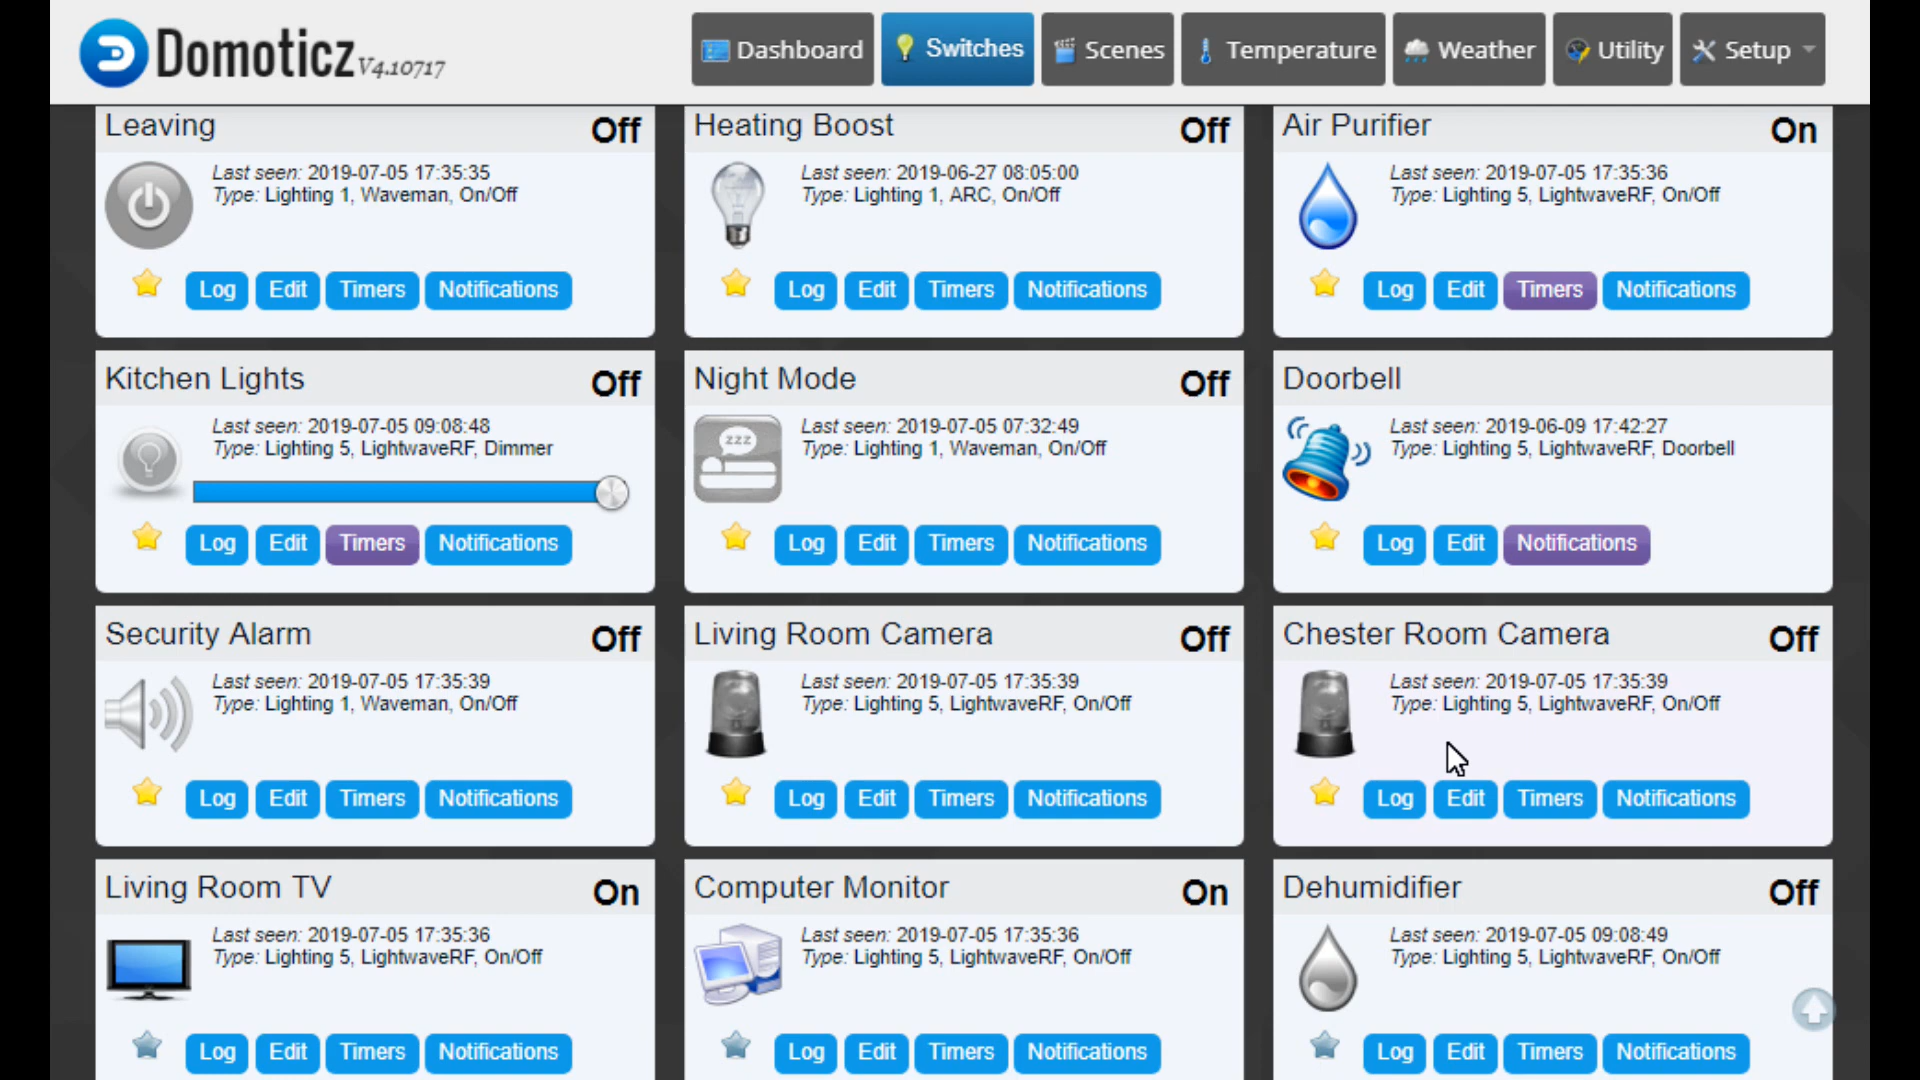 Domoticz V4.10717
Dashboard Switches Scenes Temperature Weather Utility Setup
Leaving Off
Last seen: 2019-07-05 17:35:35
Type: Lighting 1, Waveman, On/Off
Log Edit Timers Notifications
Heating Boost Off
Last seen: 2019-06-27 08:05:00
Type: Lighting 1, ARC, On/Off
Log Edit Timers Notifications
Air Purifier On
Last seen: 2019-07-05 17:35:36
Type: Lighting 5, LightwaveRF, On/Off
Log Edit Timers Notifications
Kitchen Lights Off
Last seen: 2019-07-05 09:08:48
Type: Lighting 5, LightwaveRF, Dimmer
Log Edit Timers Notifications
Night Mode Off
zzz
Last seen: 2019-07-05 07:32:49
Type: Lighting 1, Waveman, On/Off
Log Edit Timers Notifications
Doorbell
Last seen: 2019-06-09 17:42:27
Type: Lighting 5, LightwaveRF, Doorbell
Log Edit Notifications
Security Alarm Off
Last seen: 2019-07-05 17:35:39
Type: Lighting 1, Waveman, On/Off
Log Edit Timers Notifications
Living Room Camera Off
Last seen: 2019-07-05 17:35:39
Type: Lighting 5, LightwaveRF, On/Off
Log Edit Timers Notifications
Chester Room Camera Off
Last seen: 2019-07-05 17:35:39
Type: Lighting 5, LightwaveRF, On/Off
Log Edit Timers Notifications
Living Room TV On
Last seen: 2019-07-05 17:35:36
Type: Lighting 5, LightwaveRF, On/Off
Log Edit Timers Notifications
Computer Monitor On
Last seen: 2019-07-05 17:35:36
Type: Lighting 5, LightwaveRF, On/Off
Log Edit Timers Notifications
Dehumidifier Off
Last seen: 2019-07-05 09:08:49
Type: Lighting 5, LightwaveRF, On/Off
Log Edit Timers Notifications